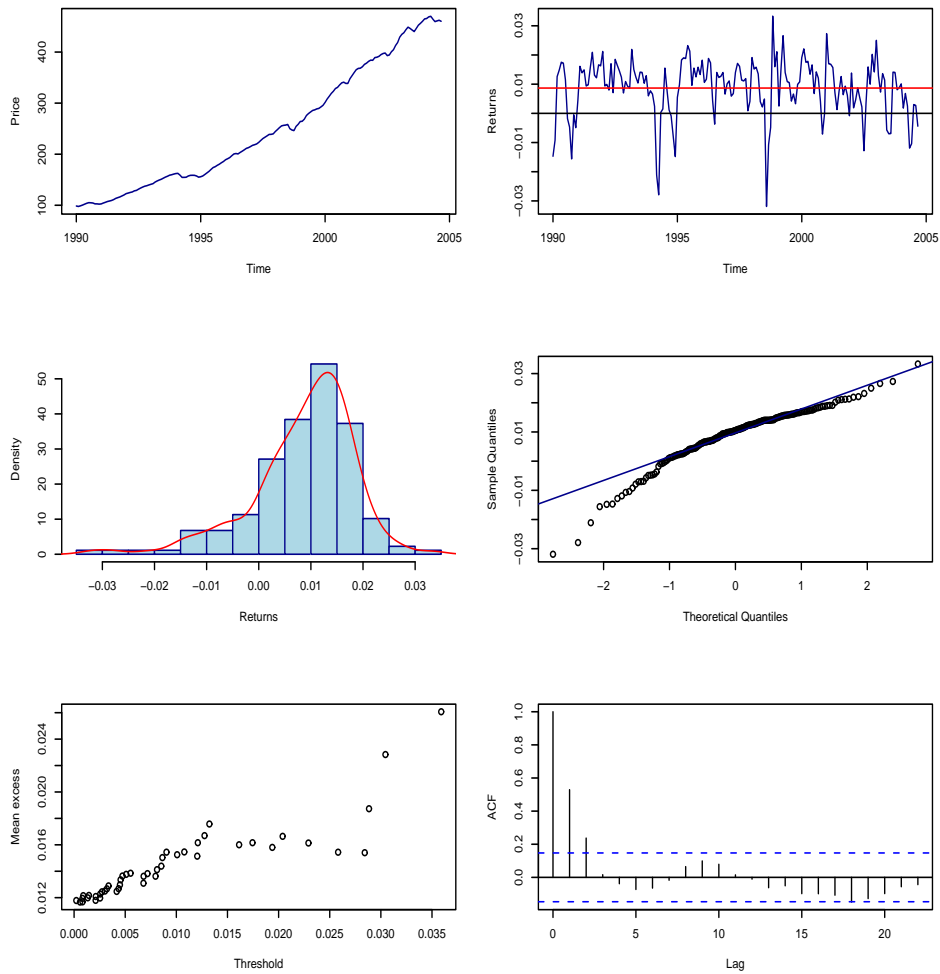 Price
100 200 300 400
1990 1995 2000 2005
Time
Returns
−0.03 −0.01 0.01 0.03
1990 1995 2000 2005
Time
Density
0 10 20 30 40 50
−0.03 −0.02 −0.01 0.00 0.01 0.02 0.03
Returns
Sample Quantiles
−0.03 −0.01 0.01 0.03
−2 −1 0 1 2
Theoretical Quantiles
Mean excess
0.012 0.016 0.020 0.024
0.000 0.005 0.010 0.015 0.020 0.025 0.030 0.035
Threshold
ACF
0.0 0.2 0.4 0.6 0.8 1.0
0 5 10 15 20
Lag